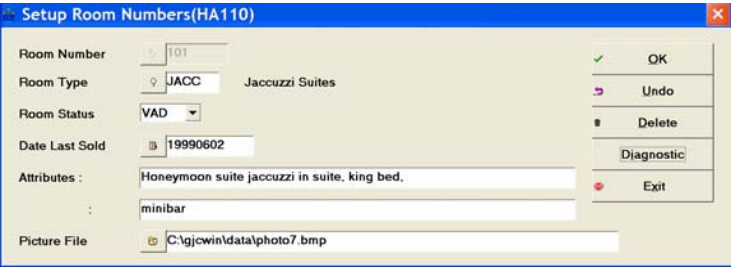 Setup Room Numbers(HA110)
Room Number 101
OK
Room Type JACC Jaccuzzi Suites
Undo
Room Status VAD
Delete
Date Last Sold 19990602
Diagnostic
Attributes : Honeymoon suite jaccuzzi in suite, king bed,
Exit
: minibar
Picture File C:\gjcwin\data\photo7.bmp